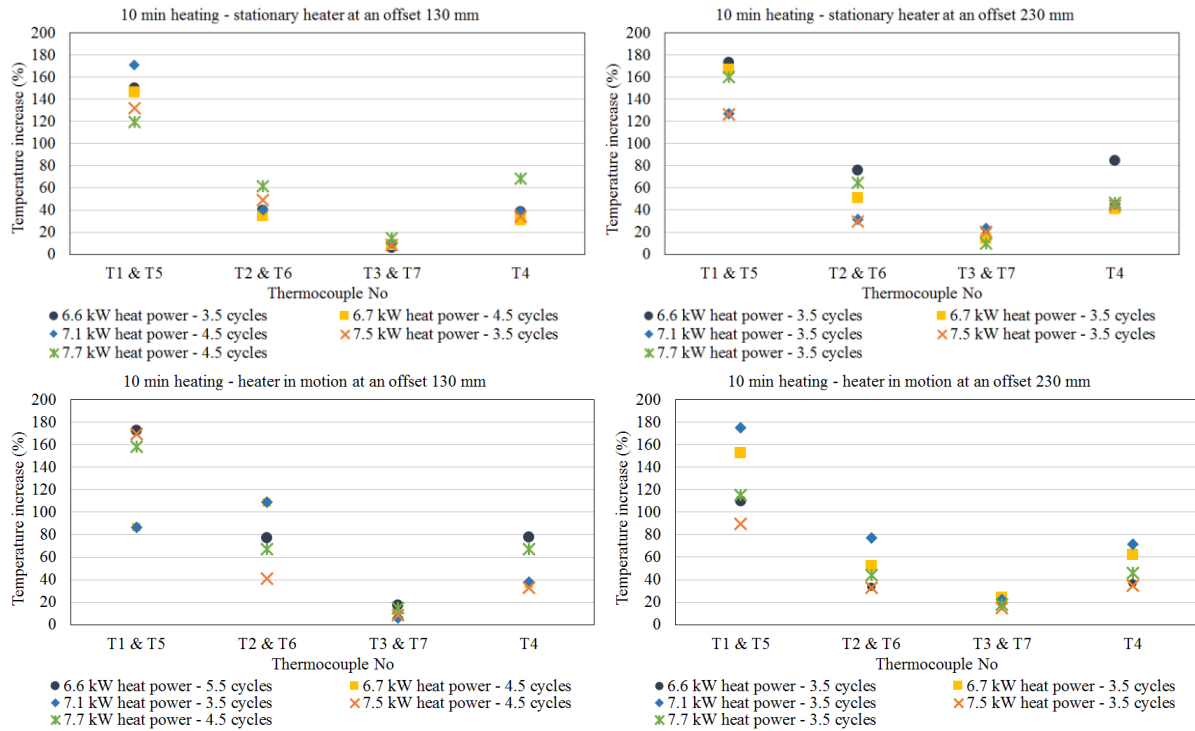 10 min heating - stationary heater at an offset 130 mm
Temperature increase (%)
200
180
160
140
120
100
80
60
40
20
0
T1 & T5 T2 & T6 T3 & T7 T4
Thermocouple No
6.6 kW heat power - 3.5 cycles 6.7 kW heat power - 4.5 cycles
7.1 kW heat power - 4.5 cycles 7.5 kW heat power - 3.5 cycles
7.7 kW heat power - 4.5 cycles
10 min heating - stationary heater at an offset 230 mm
Temperature increase (%)
200
180
160
140
120
100
80
60
40
20
0
T1 & T5 T2 & T6 T3 & T7 T4
Thermocouple No
6.6 kW heat power - 3.5 cycles 6.7 kW heat power - 3.5 cycles
7.1 kW heat power - 3.5 cycles 7.5 kW heat power - 3.5 cycles
7.7 kW heat power - 3.5 cycles
10 min heating - heater in motion at an offset 130 mm
Temperature increase (%)
200
180
160
140
120
100
80
60
40
20
0
T1 & T5 T2 & T6 T3 & T7 T4
Thermocouple No
6.6 kW heat power - 5.5 cycles 6.7 kW heat power - 4.5 cycles
7.1 kW heat power - 3.5 cycles 7.5 kW heat power - 3.5 cycles
7.7 kW heat power - 4.5 cycles
10 min heating - heater in motion at an offset 230 mm
Temperature increase (%)
200
180
160
140
120
100
80
60
40
20
0
T1 & T5 T2 & T6 T3 & T7 T4
Thermocouple No
6.6 kW heat power - 3.5 cycles 6.7 kW heat power - 3.5 cycles
7.1 kW heat power - 3.5 cycles 7.5 kW heat power - 3.5 cycles
7.7 kW heat power - 3.5 cycles